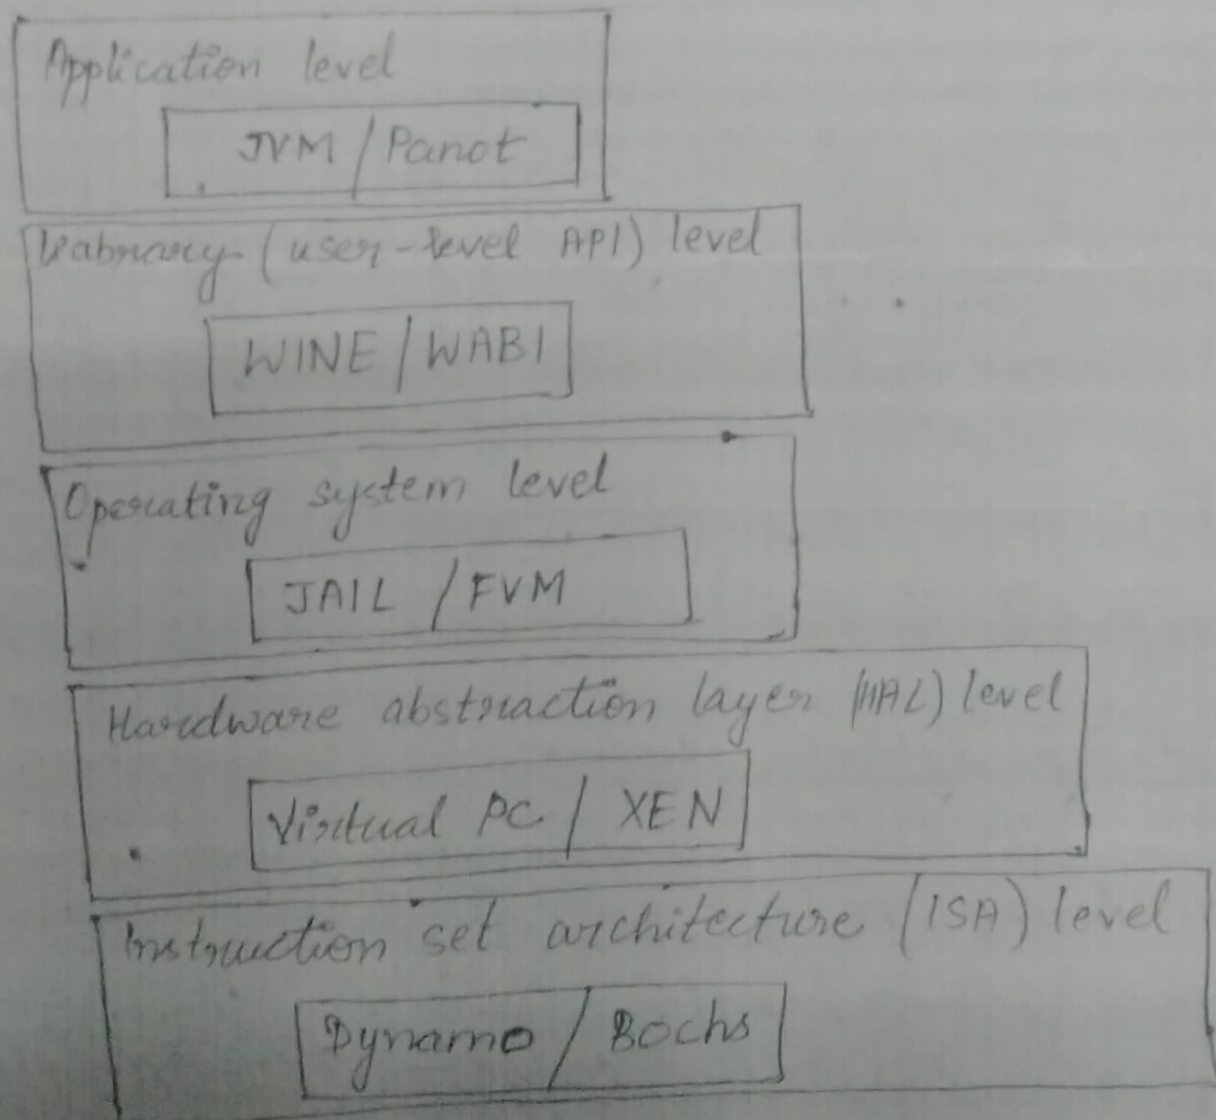 Application level
JVM / Panot
(user-level API) level
WINE / WABI
Operating system level
JAIL / FVM
Hardware abstraction layer (HAL) level
Virtual PC / XEN
Instruction set architecture (ISA) level
Dynamo / Bochs